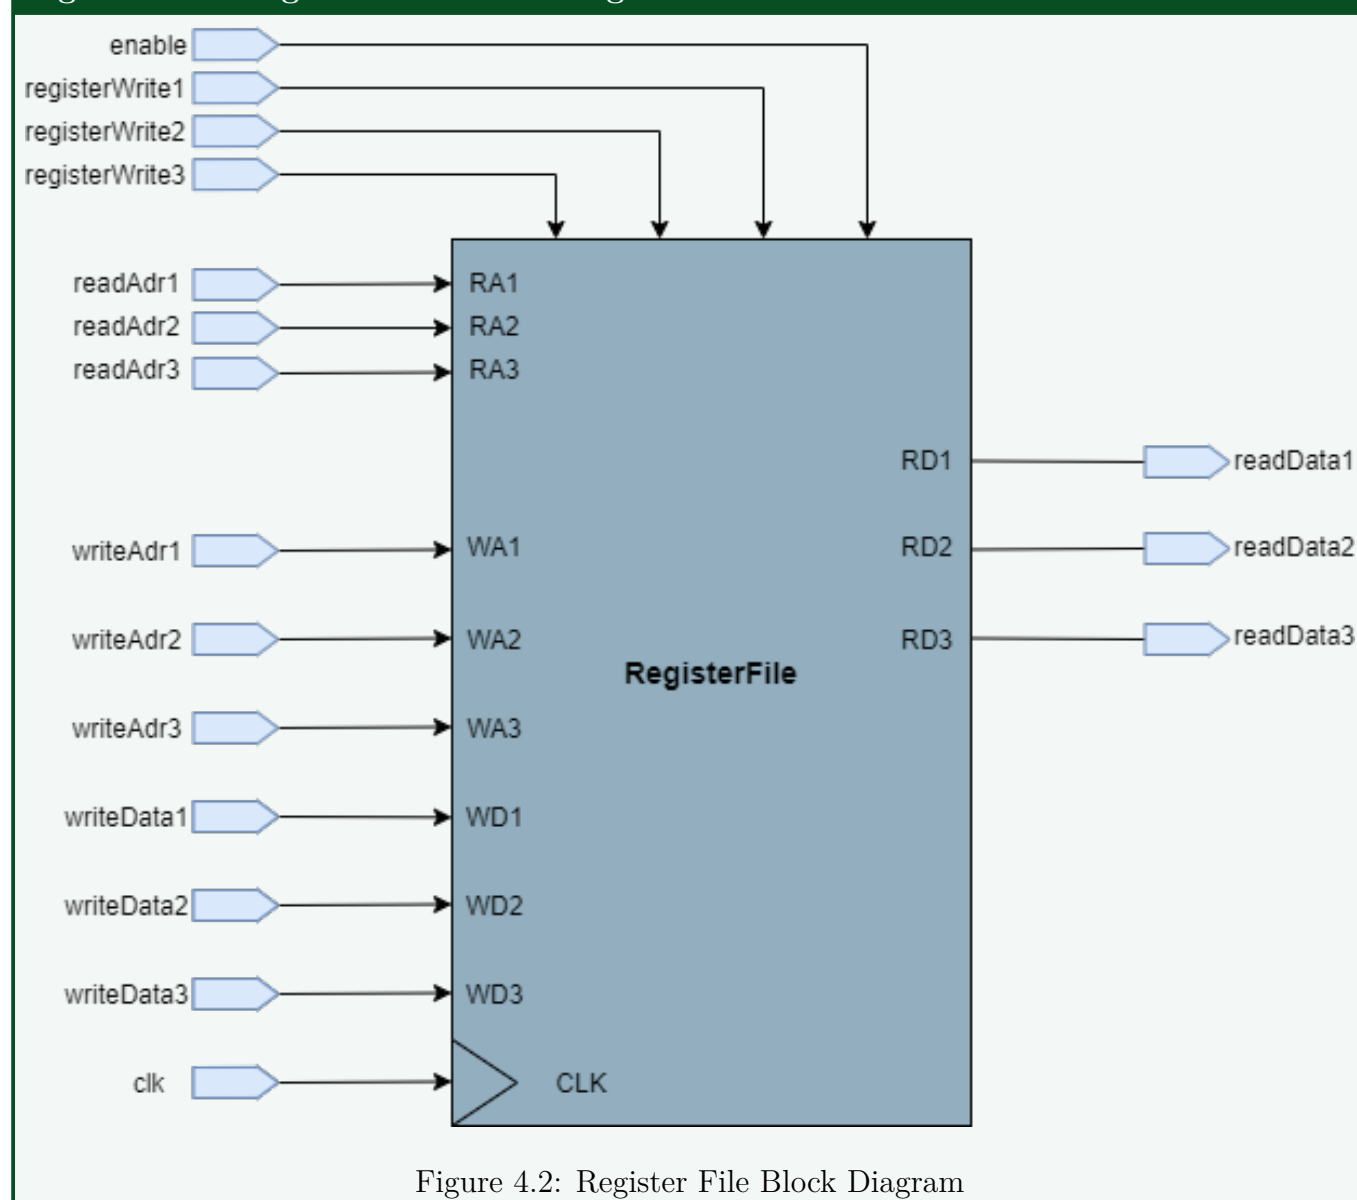 enable
registerWrite1
registerWrite2
registerWrite3
readAdr1 RA1
readAdr2 RA2
readAdr3 RA3
RD1 readData1
writeAdr1 WA1 RD2 readData2
writeAdr2 WA2 RD3 readData3
RegisterFile
writeAdr3 WA3
writeData1 WD1
writeData2 WD2
writeData3 WD3
clk CLK
Figure 4.2: Register File Block Diagram